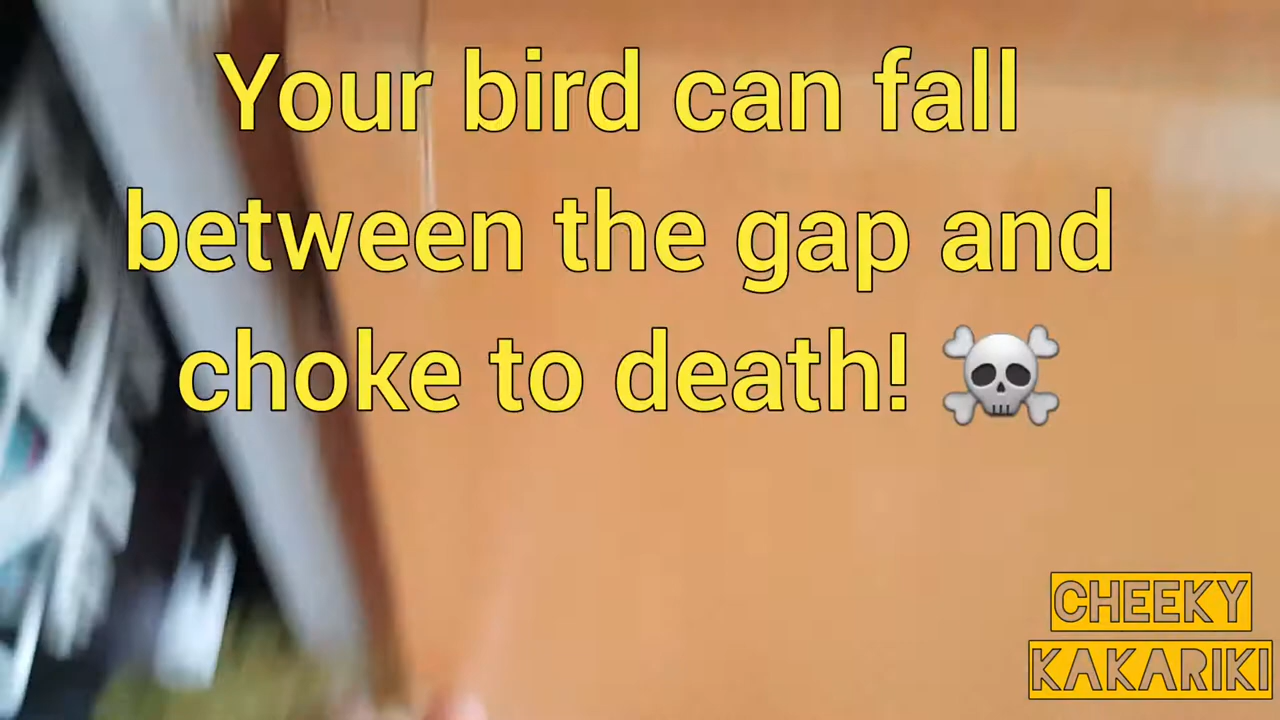 Your bird can fall
between the gap and
choke to death! ☠
CHEEKY
KAKARIKI